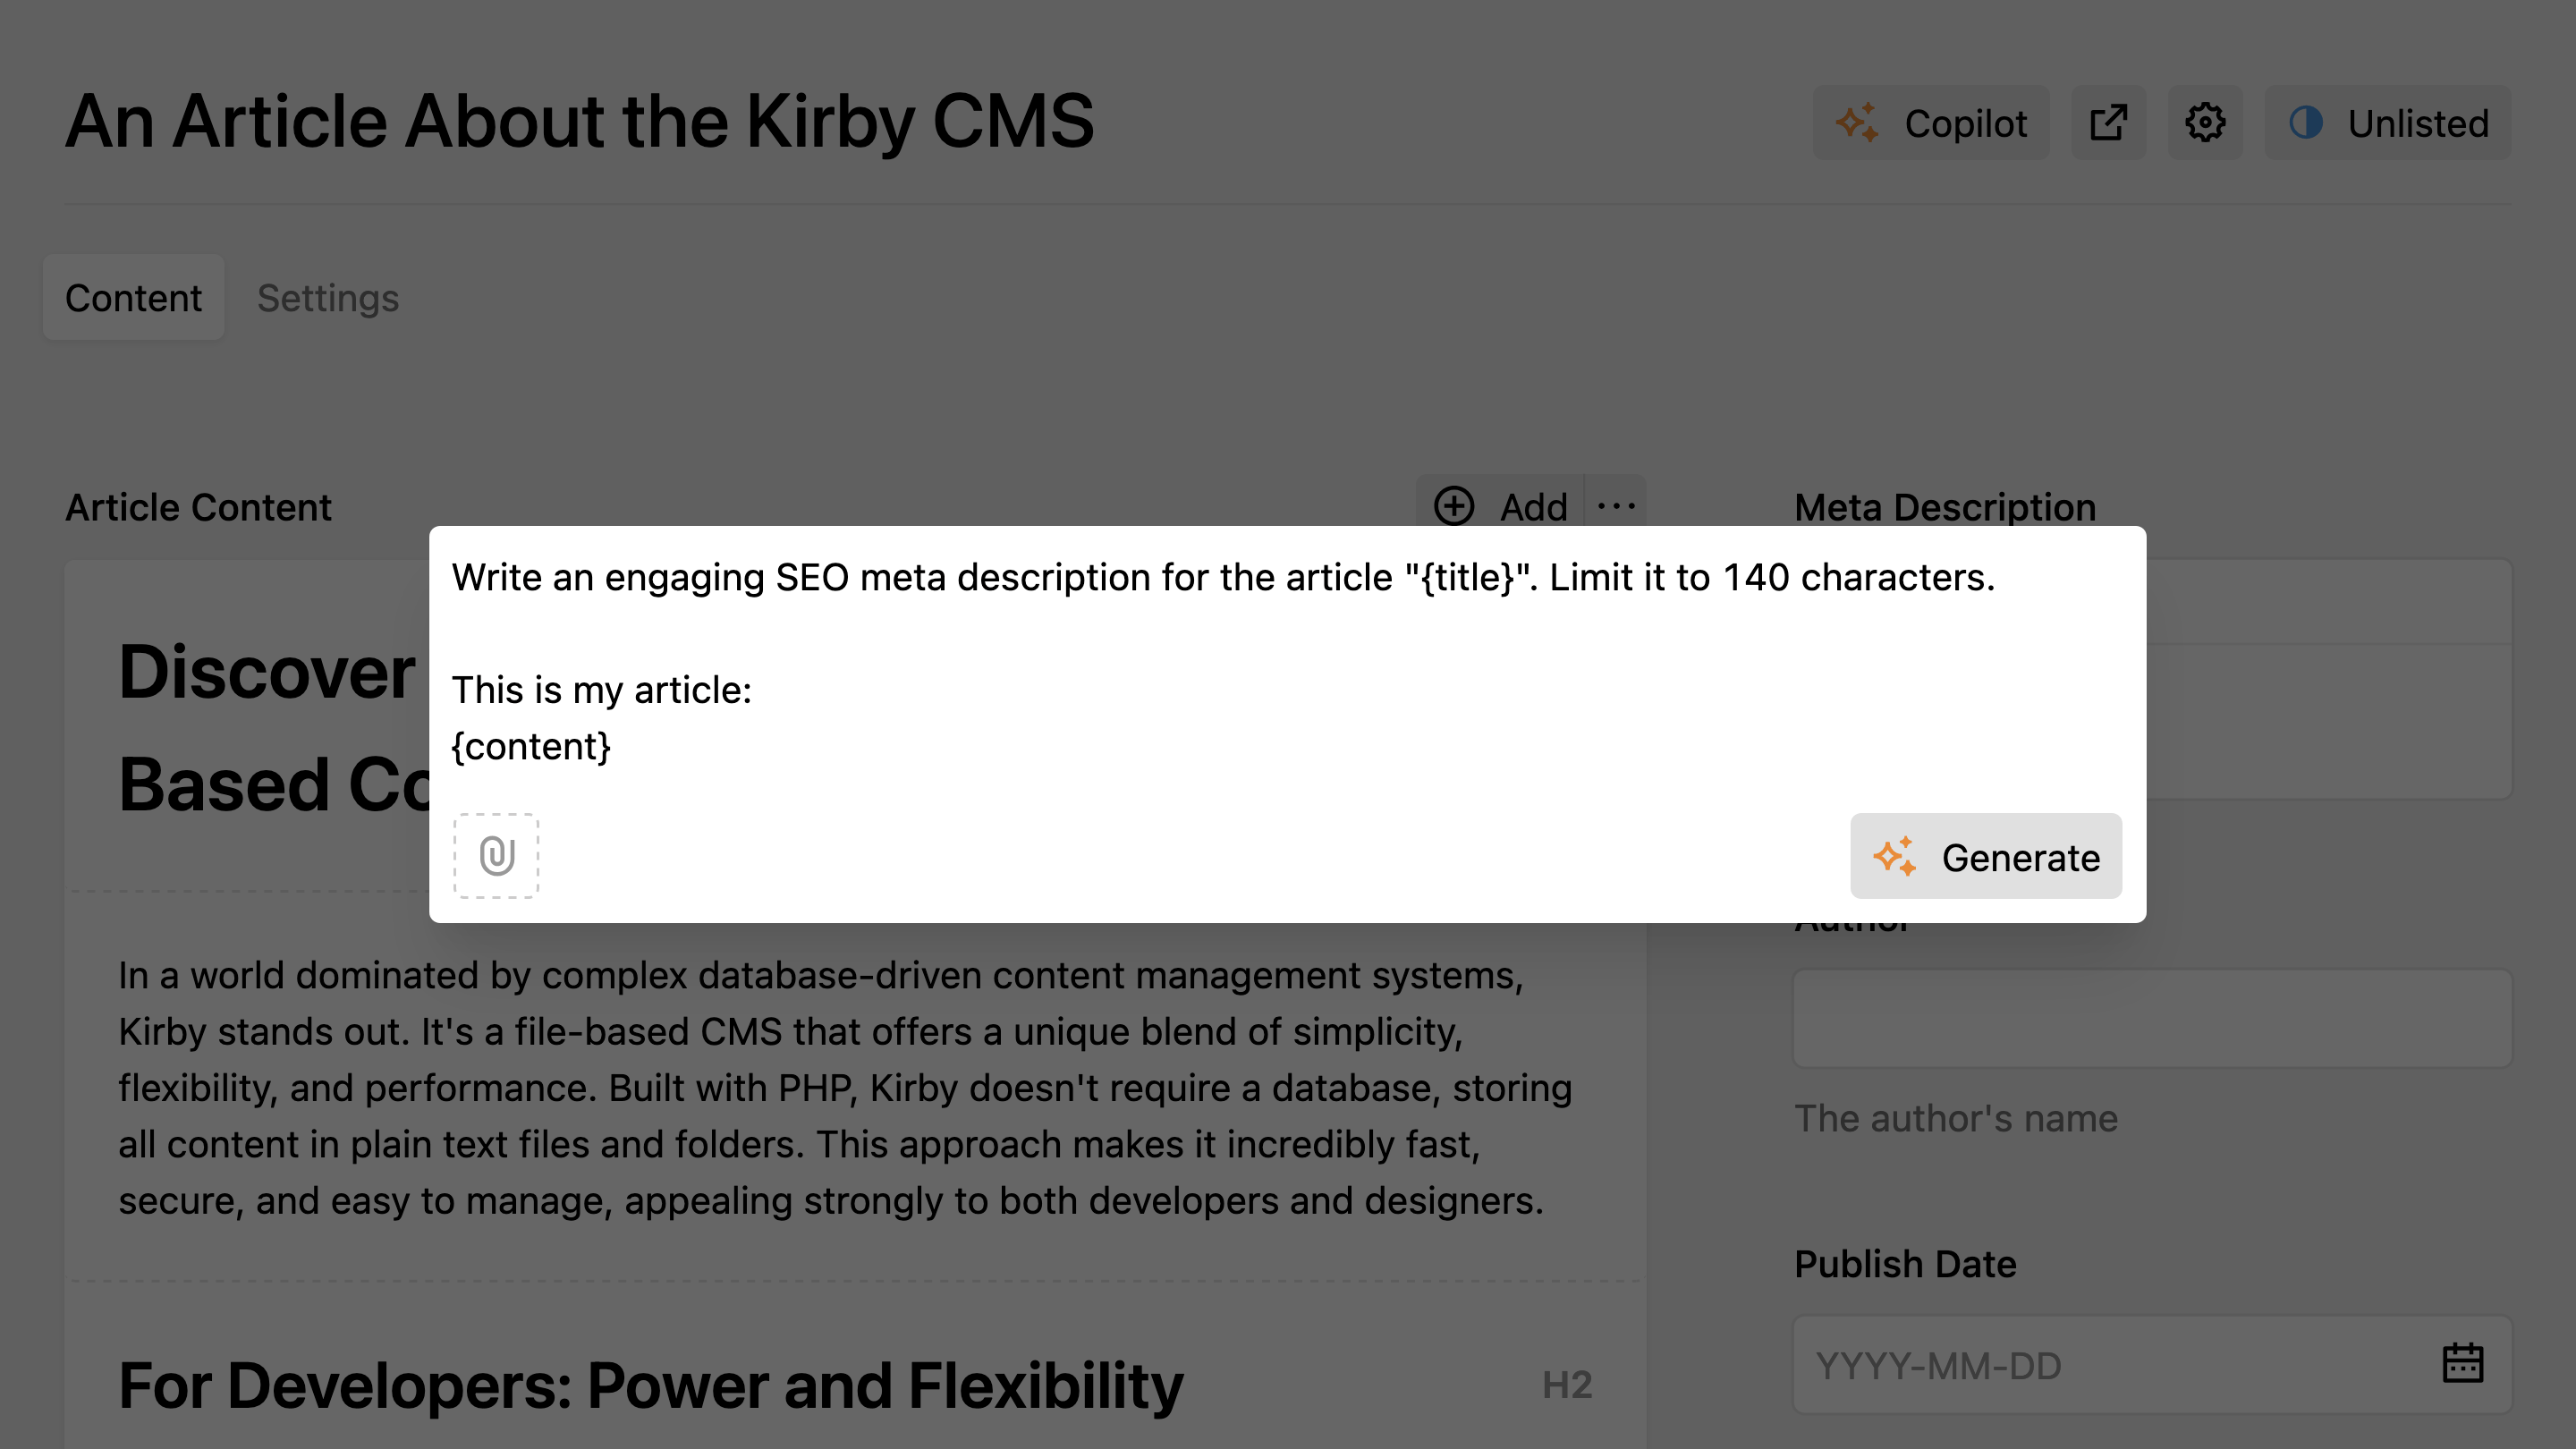 An Article About the Kirby CMS
Copilot
Unlisted
Content
Settings
Article Content
Add
Meta Description
Write an engaging SEO meta description for the article "{title}". Limit it to 140 characters.
This is my article:
{content}
Generate
Discover
Based Co
In a world dominated by complex database-driven content management systems,
Kirby stands out. It's a file-based CMS that offers a unique blend of simplicity,
flexibility, and performance. Built with PHP, Kirby doesn't require a database, storing
all content in plain text files and folders. This approach makes it incredibly fast,
secure, and easy to manage, appealing strongly to both developers and designers.
For Developers: Power and Flexibility
H2
Author
The author's name
Publish Date
YYYY-MM-DD